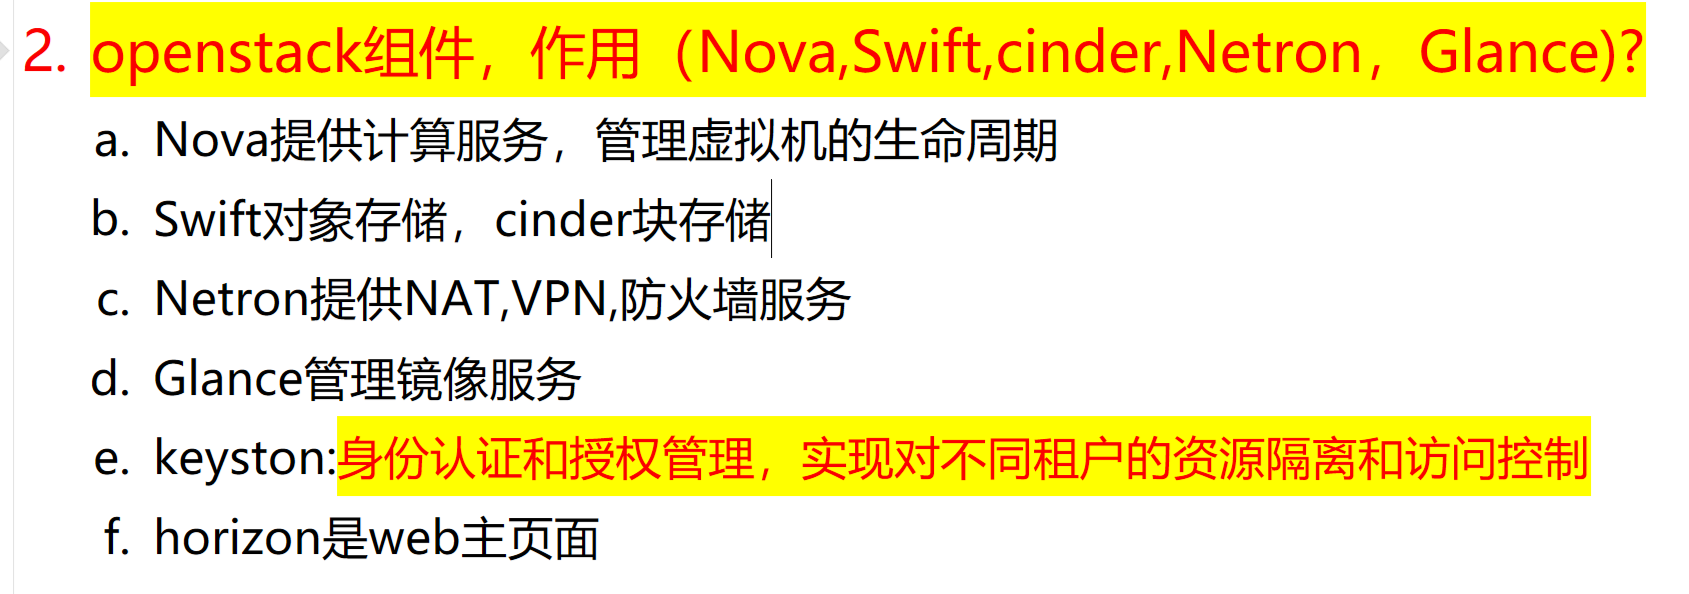 2. openstack组件，作用（Nova,Swift,cinder,Netron，Glance)?
a. Nova提供计算服务，管理虚拟机的生命周期
b. Swift对象存储，cinder块存储
c. Netron提供NAT,VPN,防火墙服务
d. Glance管理镜像服务
e. keyston:身份认证和授权管理，实现对不同租户的资源隔离和访问控制
f. horizon是web主页面